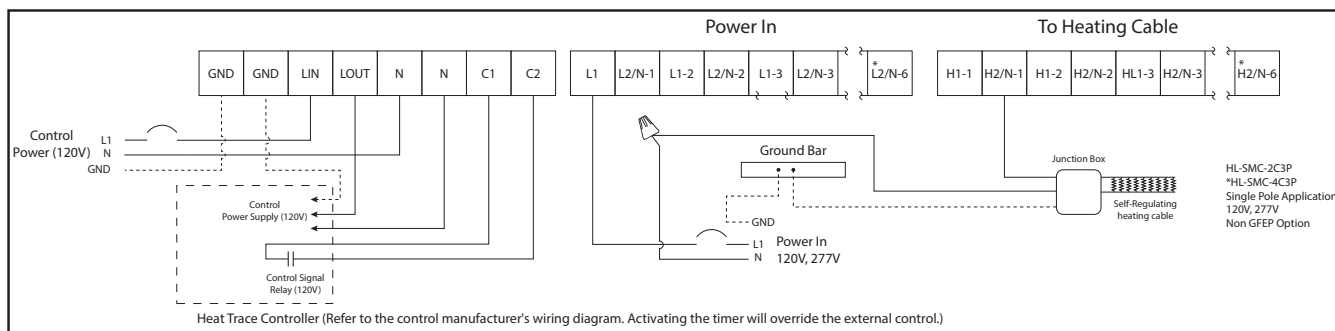 Power In
To Heating Cable
GND GND LIN LOUT N N C1 C2
L1 L2/N-1 L1-2 L2/N-2 L1-3 L2/N-3 *L2/N-6
H1-1 H2/N-1 H1-2 H2/N-2 HL1-3 H2/N-3 *H2/N-6
Control
Power (120V)
L1
N
GND
Control
Power Supply (120V)
Control Signal
Relay (120V)
Ground Bar
GND
L1
N
Power In
120V, 277V
Junction Box
Self-Regulating
heating cable
HL-SMC-2C3P
*HL-SMC-4C3P
Single Pole Application
120V, 277V
Non GFEP Option
Heat Trace Controller (Refer to the control manufacturer's wiring diagram. Activating the timer will override the external control.)